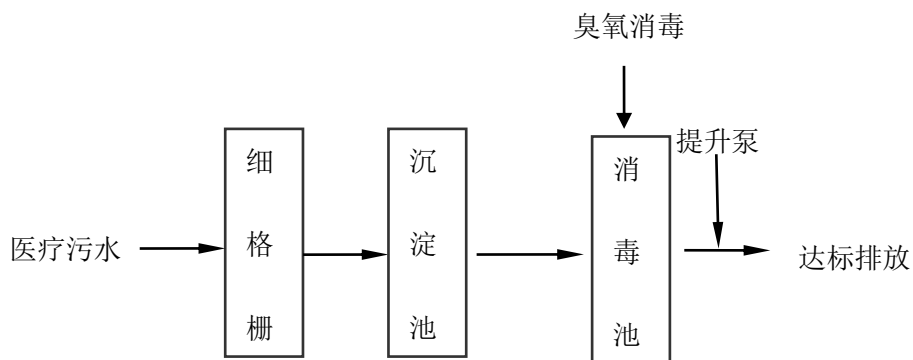 臭氧消毒
提升泵
医疗污水
细格栅
沉淀池
消毒池
达标排放